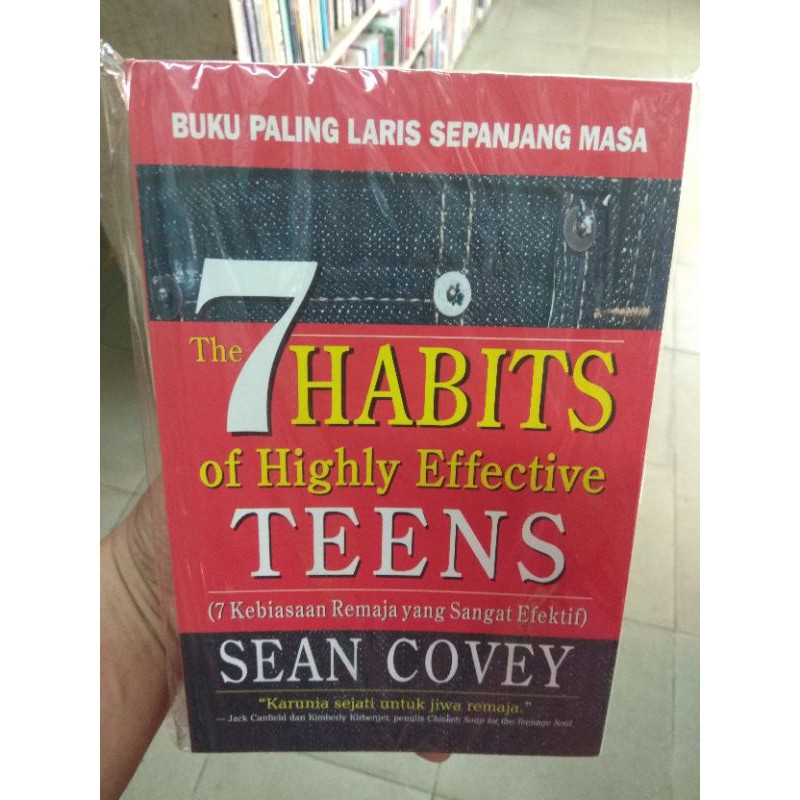 BUKU PALING LARIS SEPANJANG MASA
The 7 HABITS
of Highly Effective
TEENS
(7 Kebiasaan Remaja yang Sangat Efektif)
SEAN COVEY
"Karunia sejati untuk jiwa remaja."
— Jack Canfield dan Kimberly Kirberger, penulis Chicken Soup for the Teenage Soul